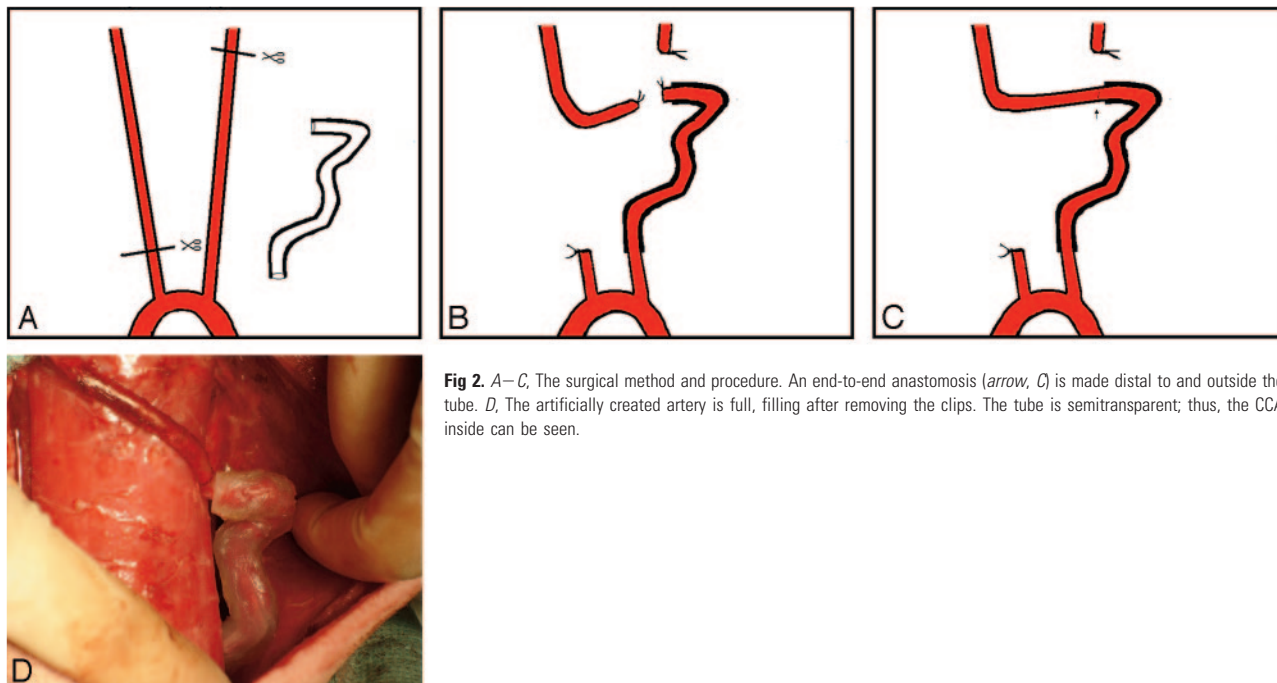 A
B
C
D
Fig 2. A–C, The surgical method and procedure. An end-to-end anastomosis (arrow, C) is made distal to and outside the
tube. D, The artificially created artery is full, filling after removing the clips. The tube is semitransparent; thus, the CCA
inside can be seen.